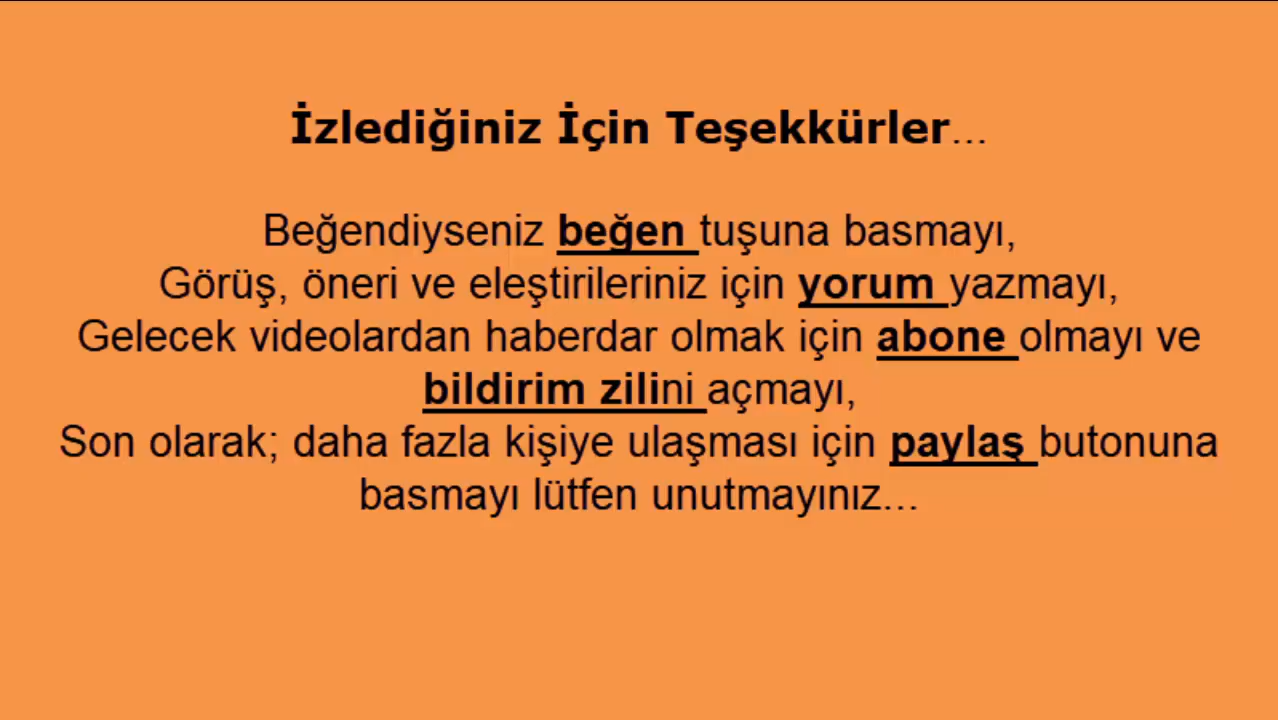 İzlediğiniz İçin Teşekkürler...
Beğendiyseniz beğen tuşuna basmayı,
Görüş, öneri ve eleştirileriniz için yorum yazmayı,
Gelecek videolardan haberdar olmak için abone olmayı ve
bildirim zilini açmayı,
Son olarak; daha fazla kişiye ulaşması için paylaş butonuna
basmayı lütfen unutmayınız...